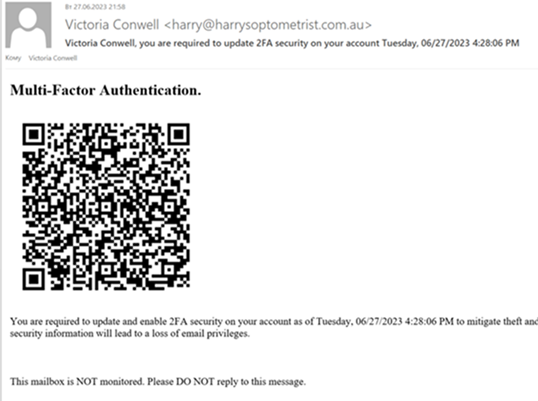 Вт 27.06.2023 21:58
Victoria Conwell <harry@harrysoptometrist.com.au>
Victoria Conwell, you are required to update 2FA security on your account Tuesday, 06/27/2023 4:28:06 PM
Кому Victoria Conwell
Multi-Factor Authentication.
You are required to update and enable 2FA security on your account as of Tuesday, 06/27/2023 4:28:06 PM to mitigate theft and
security information will lead to a loss of email privileges.
This mailbox is NOT monitored. Please DO NOT reply to this message.